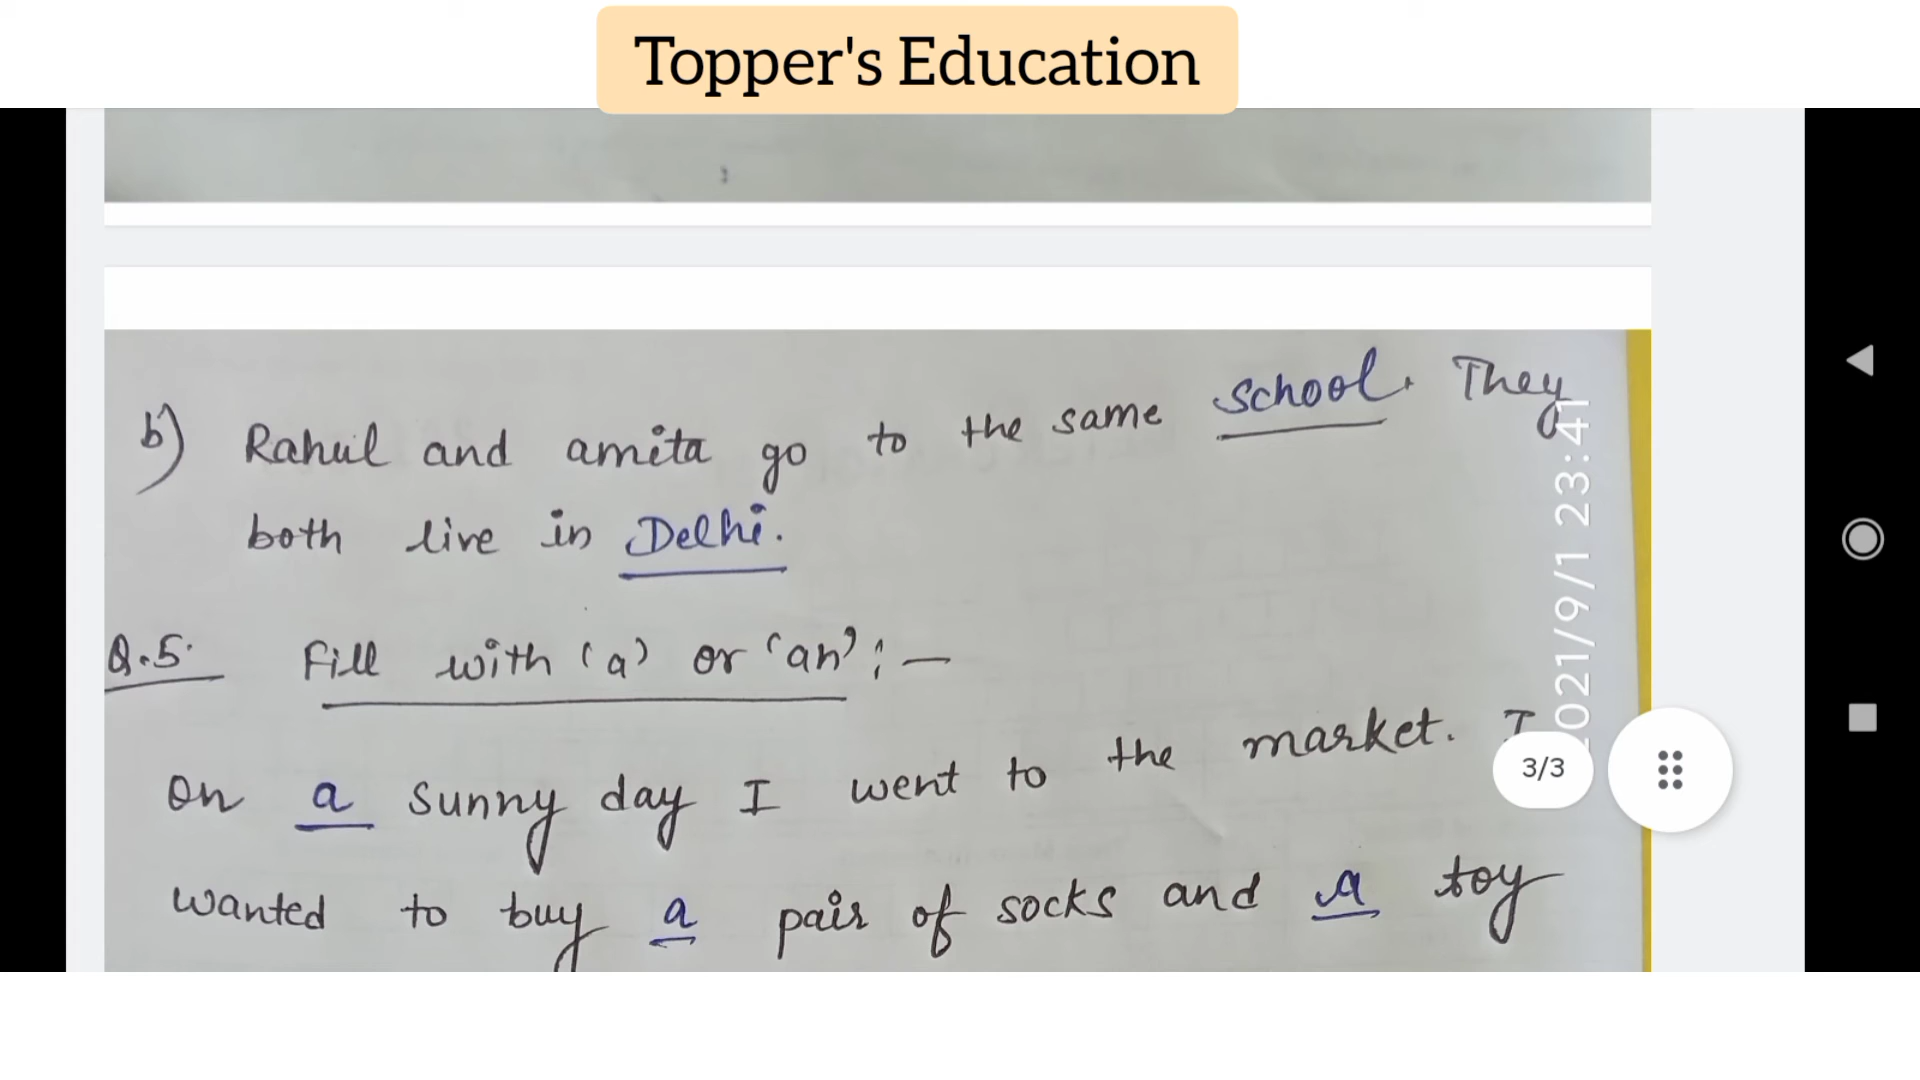 Topper's Education
b) Rahul and amita go to the same school. They
both live in Delhi.
Q.5. Fill with 'a' or 'an' : —
On a sunny day I went to the market. I
wanted to buy a pair of socks and a toy
2021/9/1 23:41
3/3